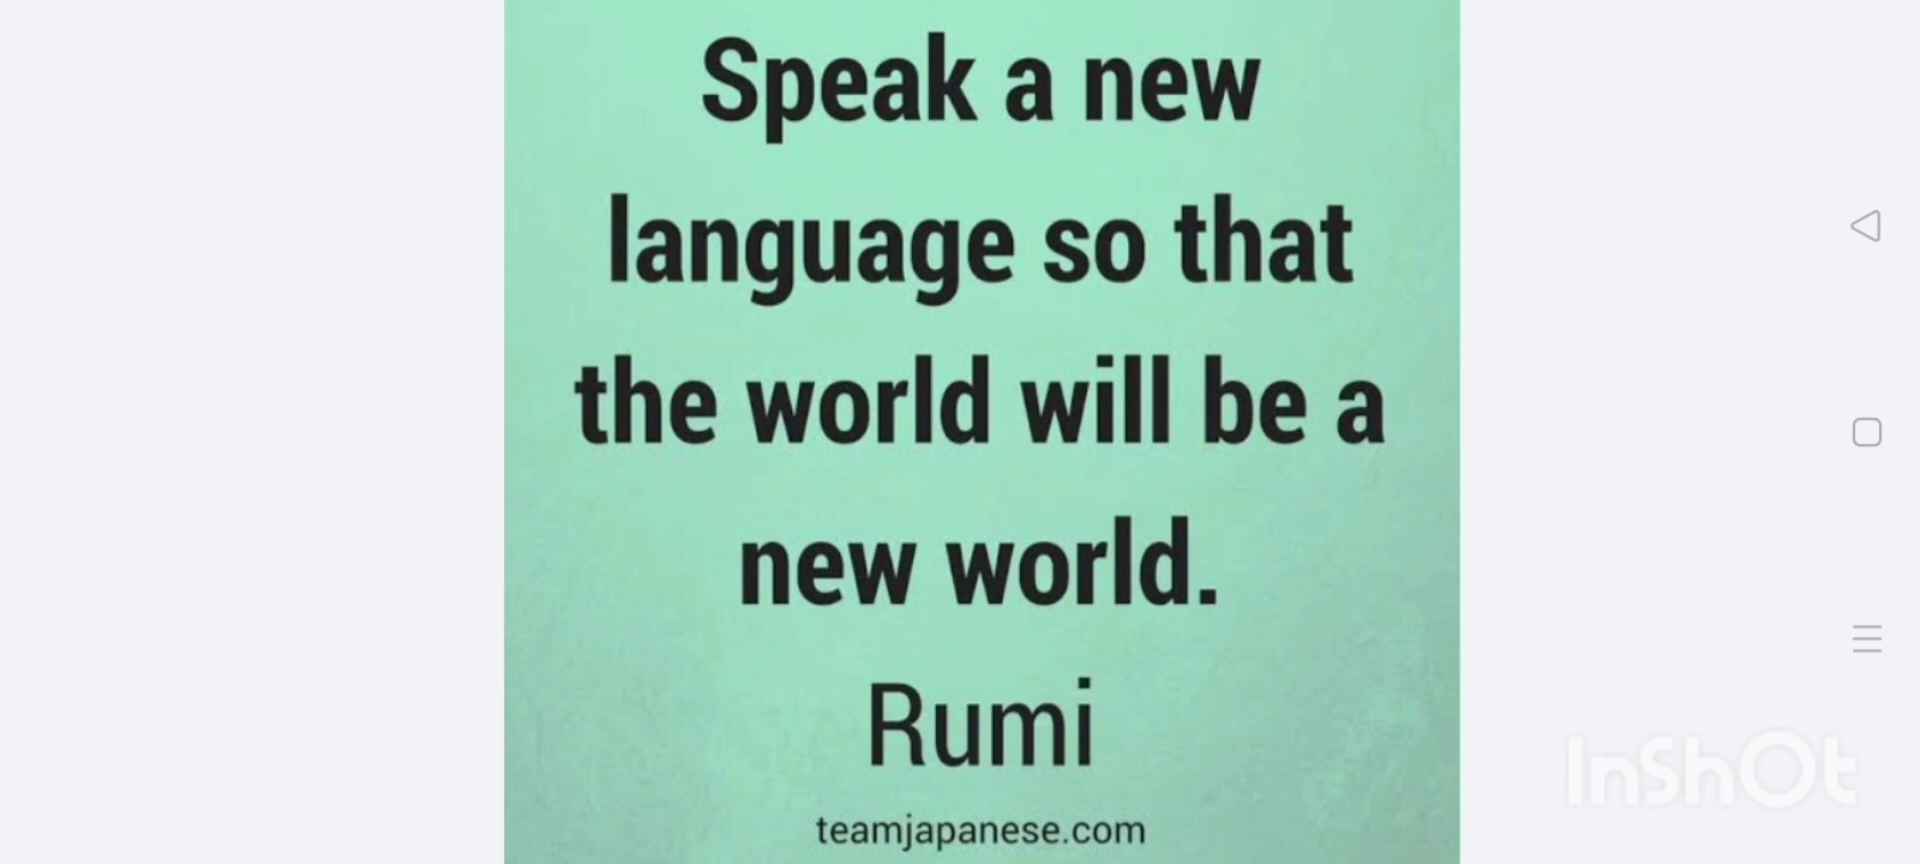 Speak a new
language so that
the world will be a
new world.
Rumi
teamjapanese.com
InShOt